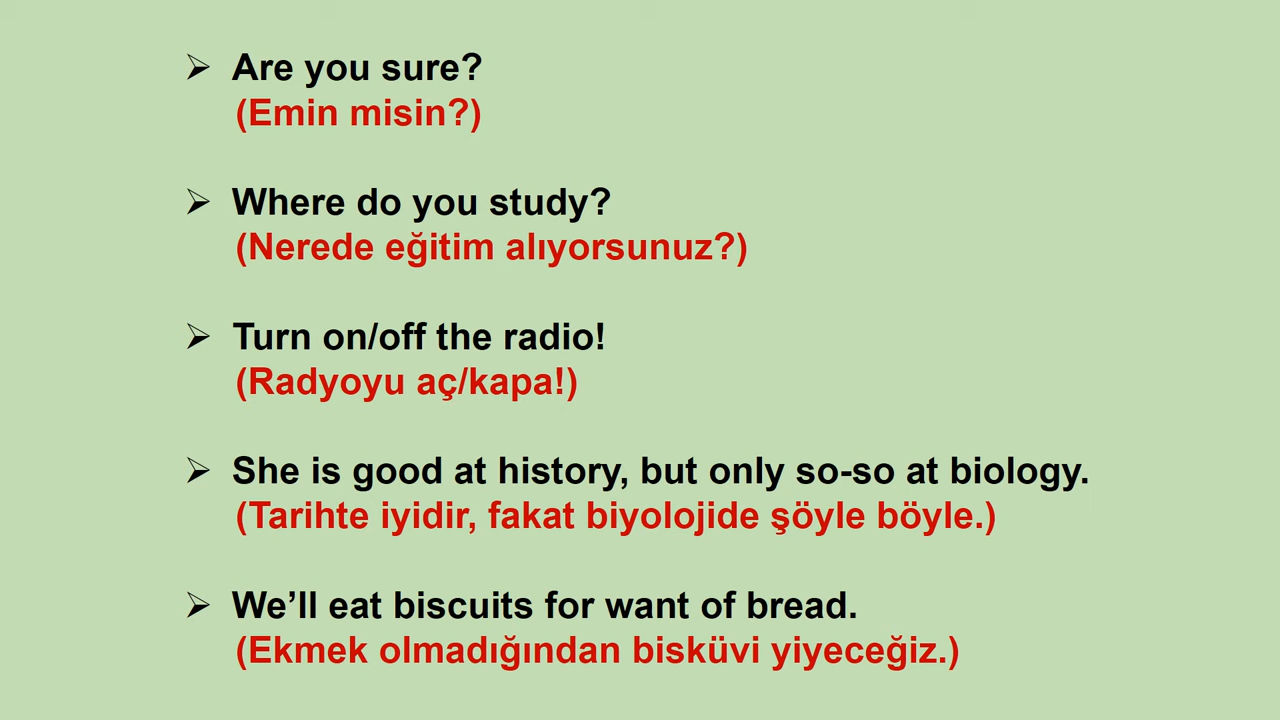 ➢ Are you sure?
(Emin misin?)
➢ Where do you study?
(Nerede eğitim alıyorsunuz?)
➢ Turn on/off the radio!
(Radyoyu aç/kapa!)
➢ She is good at history, but only so-so at biology.
(Tarihte iyidir, fakat biyolojide şöyle böyle.)
➢ We’ll eat biscuits for want of bread.
(Ekmek olmadığından bisküvi yiyeceğiz.)